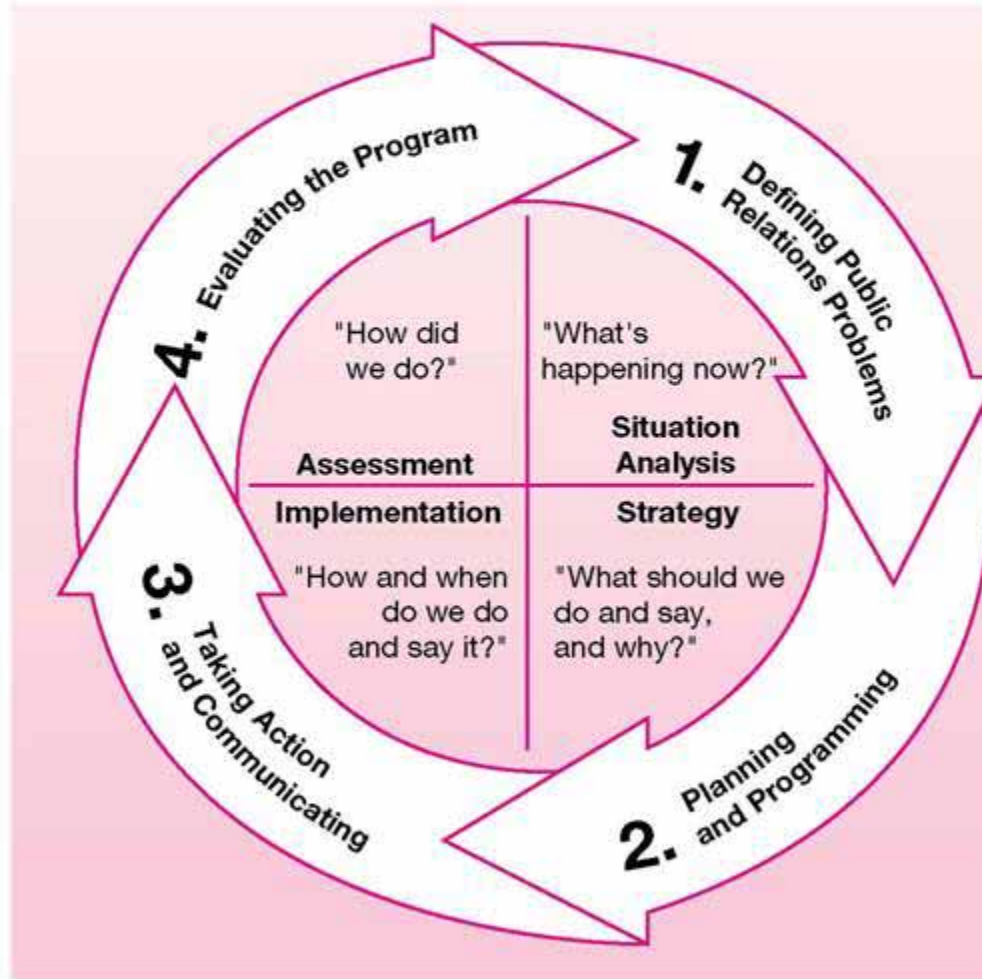 1. Defining Public
Relations Problems
2. Planning
and Programming
3. Taking Action
and Communicating
4. Evaluating the Program
"How did
we do?"
Assessment
"What's
happening now?"
Situation
Analysis
Implementation
"How and when
do we do
and say it?"
Strategy
"What should we
do and say,
and why?"